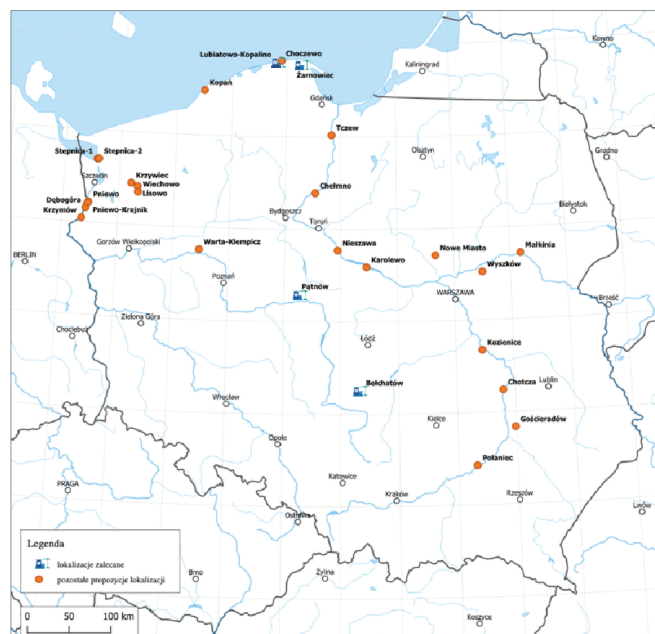 Kowno
Lubiatowo-Kopalino
Choczewo
Kaliningrad
Żarnowiec
Kopań
Gdańsk
Tczew
Stepnica-1
Stepnica-2
Olsztyn
Grodno
Szczecin
Krzywiec
Wiechowo
Lisowo
Dębogóra
Pniewo
Chełmno
Krzymów
Pniewo-Krajnik
Bydgoszcz
Białystok
Toruń
Gorzów Wielkopolski
Warta-Klempicz
Nieszawa
Nowe Miasto
Małkinia
BERLIN
Karolewo
Wyszków
Poznań
Pątnów
WARSZAWA
Brześć
Zielona Góra
Chociebuż
Łódź
Kozienice
Bełchatów
Chotcza
Lublin
Wrocław
Kielce
Gościeradów
Opole
Połaniec
PRAGA
Katowice
Kraków
Rzeszów
Lwów
Ostrawa
Legenda
lokalizacje zalecane
pozostałe propozycje lokalizacji
Brno
Żylina
0 50 100 km
Koszyce